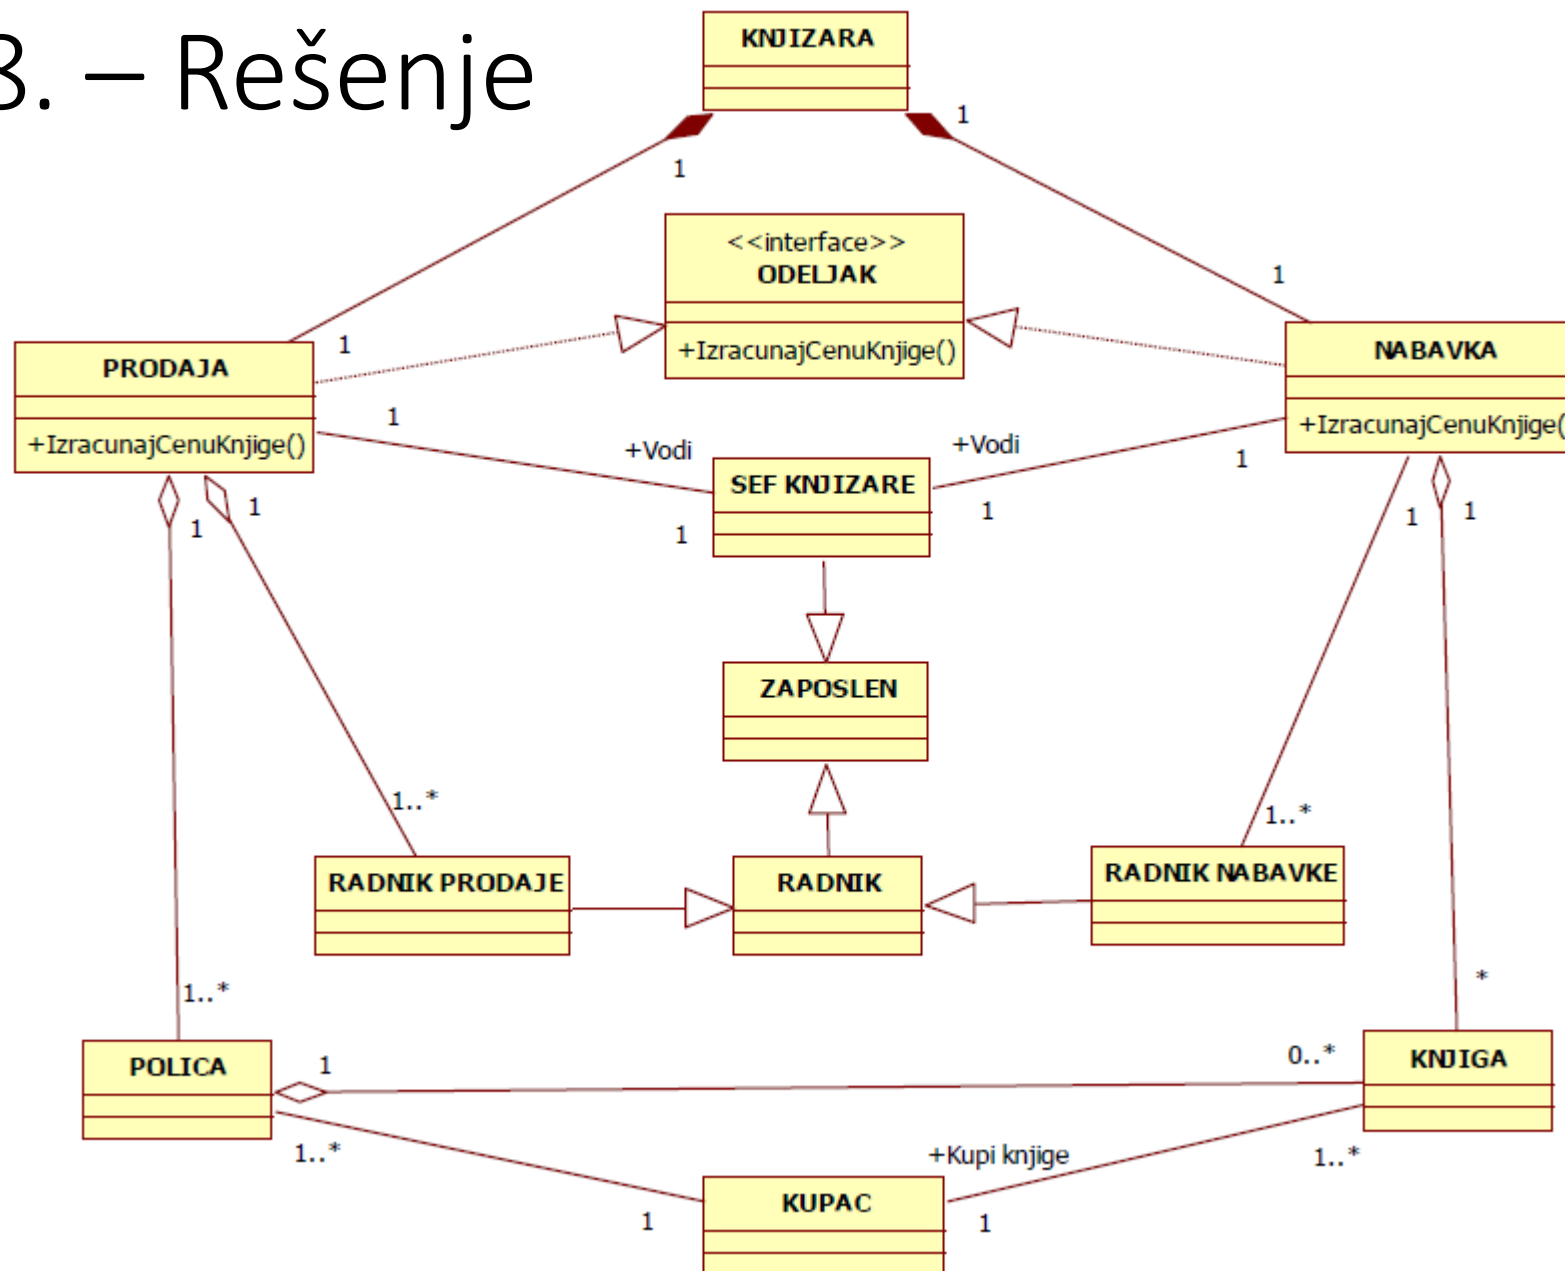 8. – Rešenje
KNJIZARA
1
1
<<interface>>
ODELJAK
+IzracunajCenuKnjige()
1
1
PRODAJA
+IzracunajCenuKnjige()
NABAVKA
+IzracunajCenuKnjige(
1
+Vodi
+Vodi
1
SEF KNJIZARE
1
1
1
1
1
1
ZAPOSLEN
1..*
1..*
RADNIK PRODAJE
RADNIK
RADNIK NABAVKE
1..*
*
POLICA
1
0..*
KNJIGA
1..*
+Kupi knjige
1..*
KUPAC
1
1